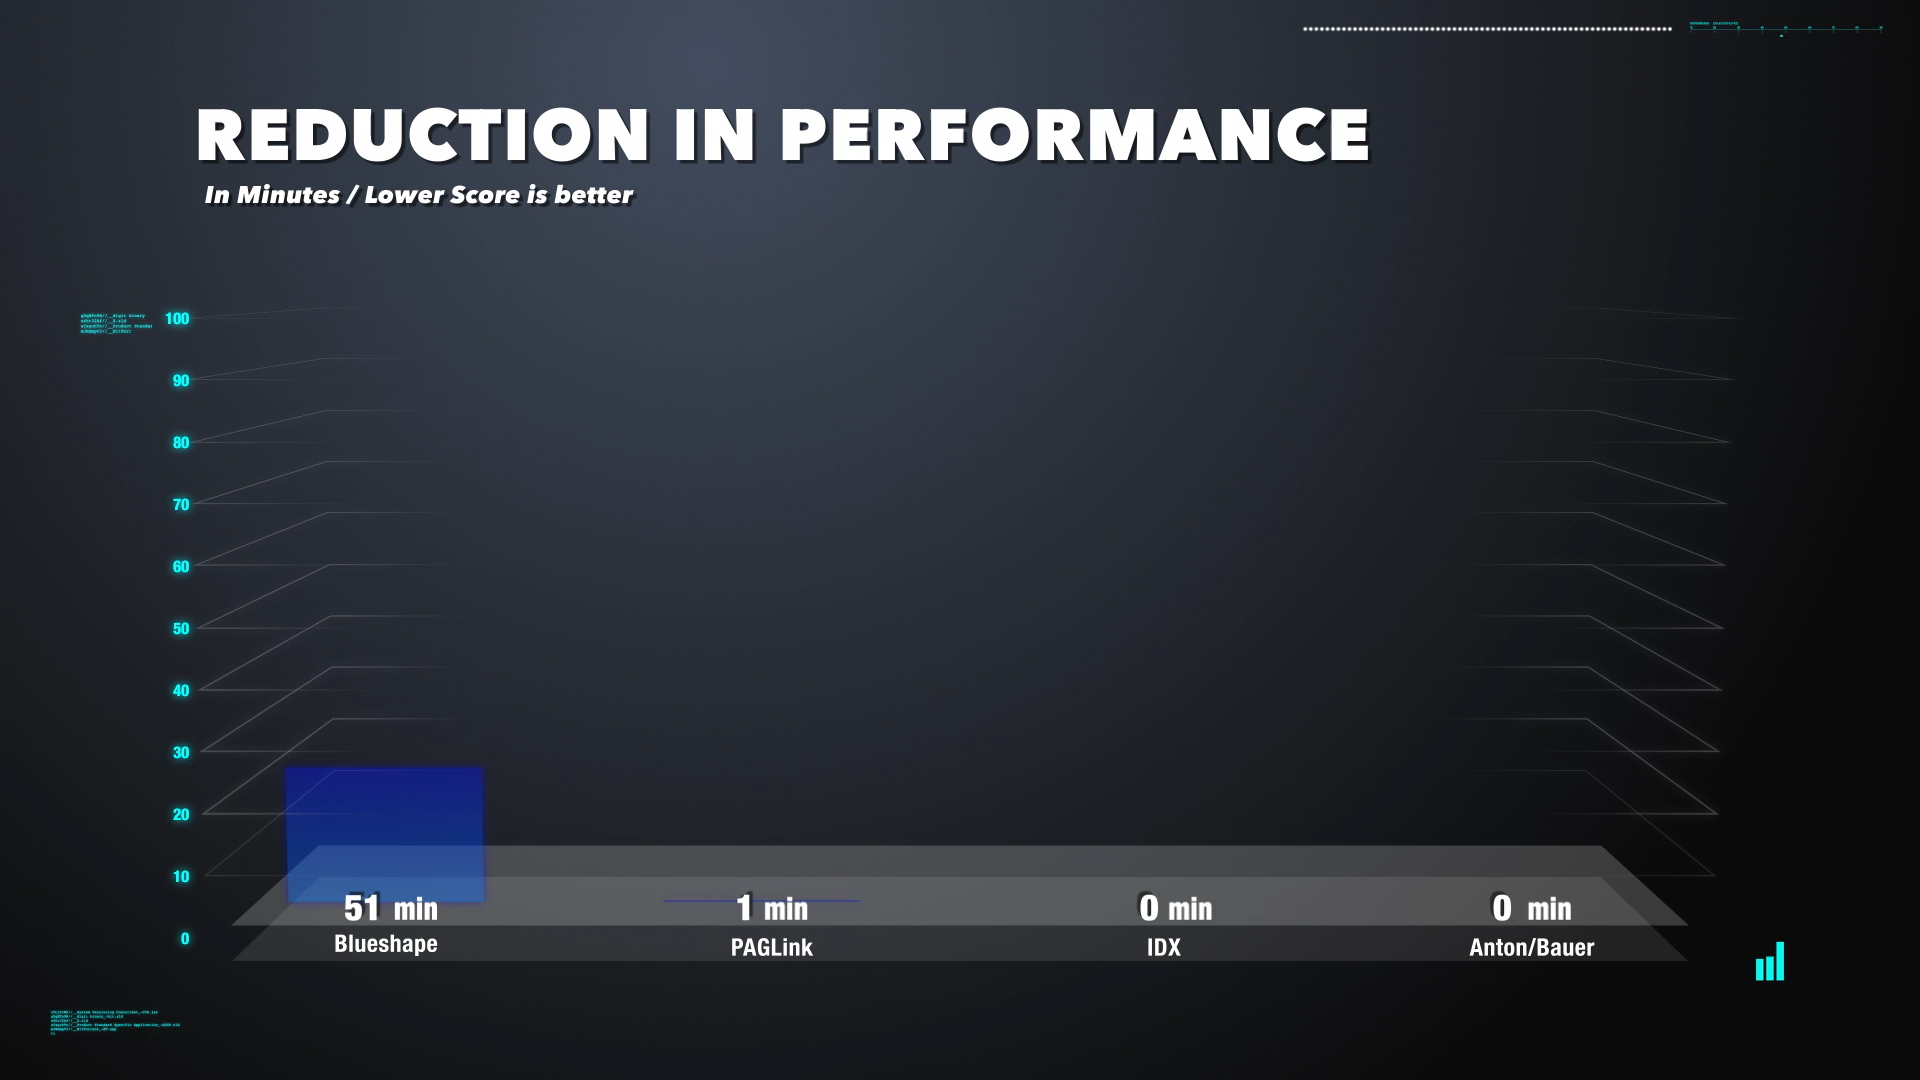 REDUCTION IN PERFORMANCE
In Minutes / Lower Score is better
100
90
80
70
60
50
40
30
20
10
0
51 min
1 min
0 min
0 min
Blueshape
PAGLink
IDX
Anton/Bauer